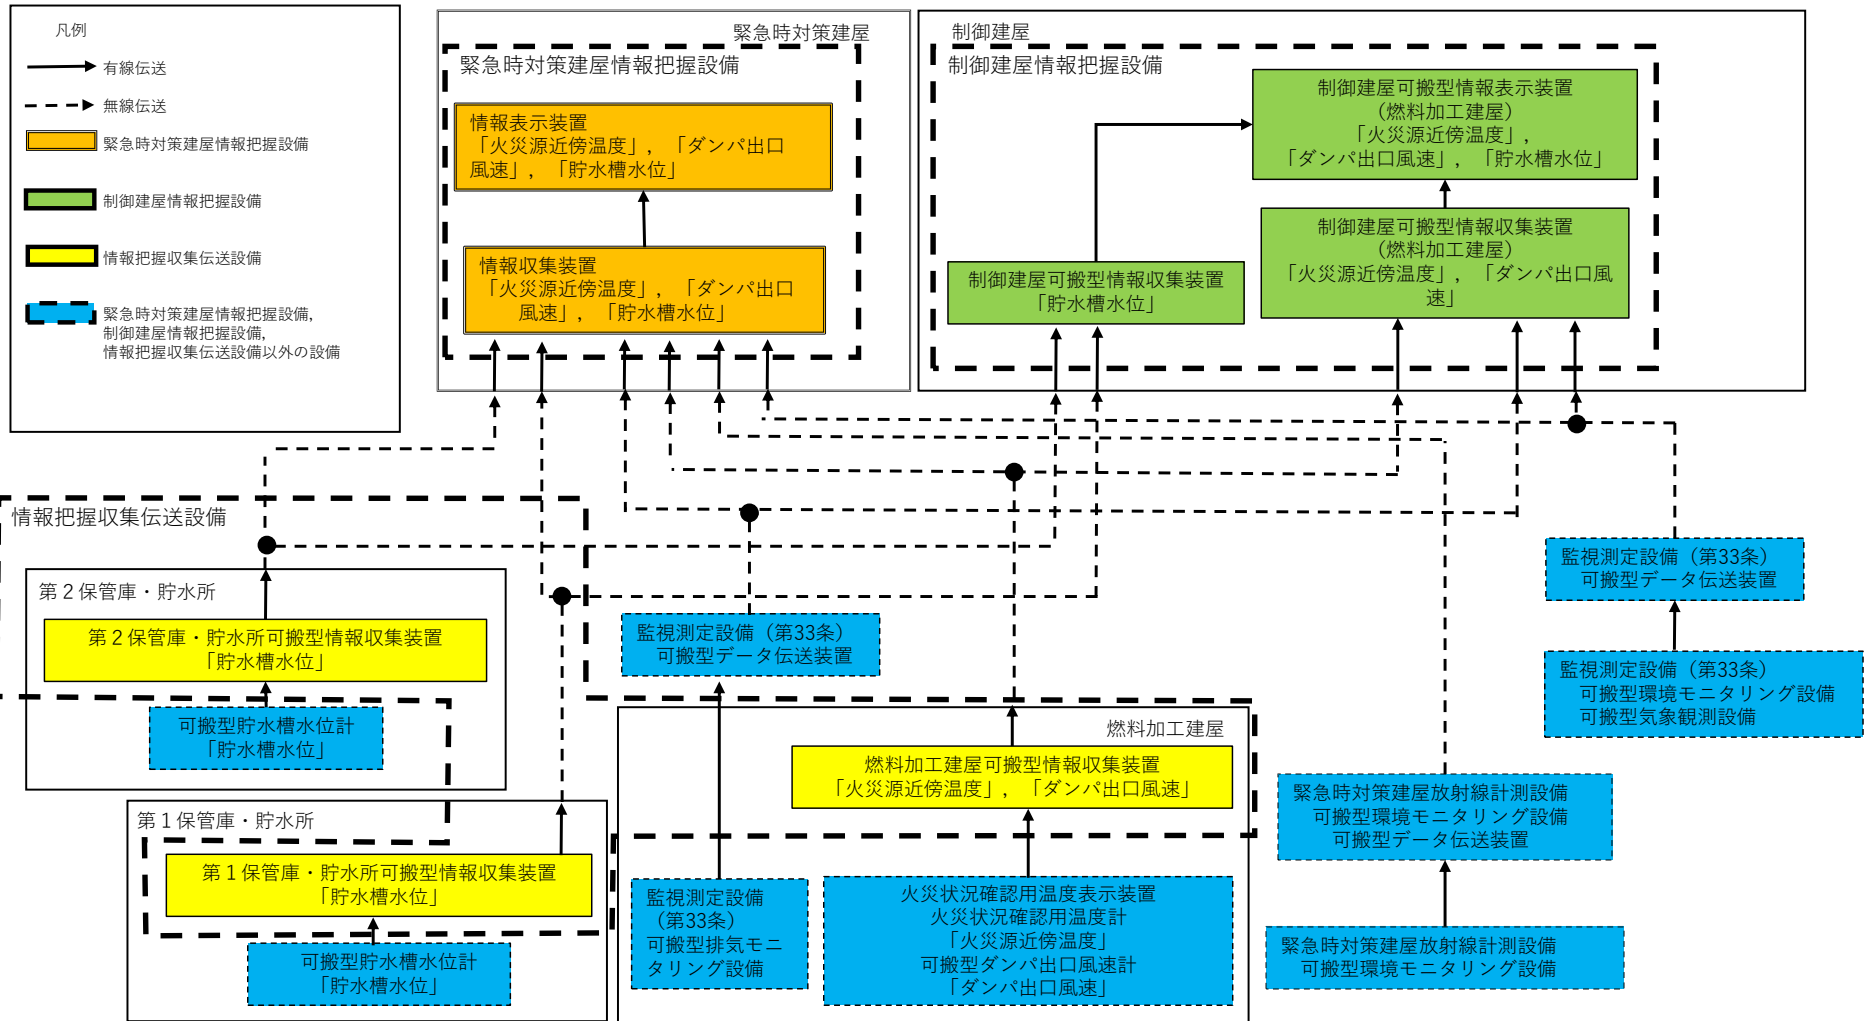 凡例
有線伝送
無線伝送
緊急時対策建屋情報把握設備
制御建屋情報把握設備
情報把握収集伝送設備
緊急時対策建屋情報把握設備,
制御建屋情報把握設備,
情報把握収集伝送設備以外の設備
緊急時対策建屋
緊急時対策建屋情報把握設備
情報表示装置
「火災源近傍温度」,「ダンパ出口
風速」,「貯水槽水位」
情報収集装置
「火災源近傍温度」,「ダンパ出口
風速」,「貯水槽水位」
制御建屋
制御建屋情報把握設備
制御建屋可搬型情報表示装置
(燃料加工建屋)
「火災源近傍温度」,
「ダンパ出口風速」,「貯水槽水位」
制御建屋可搬型情報収集装置
(燃料加工建屋)
「火災源近傍温度」,「ダンパ出口風
速」
制御建屋可搬型情報収集装置
「貯水槽水位」
情報把握収集伝送設備
第2保管庫・貯水所
第2保管庫・貯水所可搬型情報収集装置
「貯水槽水位」
可搬型貯水槽水位計
「貯水槽水位」
第1保管庫・貯水所
第1保管庫・貯水所可搬型情報収集装置
「貯水槽水位」
可搬型貯水槽水位計
「貯水槽水位」
監視測定設備(第33条)
可搬型データ伝送装置
監視測定設備
(第33条)
可搬型排気モニ
タリング設備
燃料加工建屋
燃料加工建屋可搬型情報収集装置
「火災源近傍温度」,「ダンパ出口風速」
火災状況確認用温度表示装置
火災状況確認用温度計
「火災源近傍温度」
可搬型ダンパ出口風速計
「ダンパ出口風速」
監視測定設備(第33条)
可搬型データ伝送装置
監視測定設備(第33条)
可搬型環境モニタリング設備
可搬型気象観測設備
緊急時対策建屋放射線計測設備
可搬型環境モニタリング設備
可搬型データ伝送装置
緊急時対策建屋放射線計測設備
可搬型環境モニタリング設備